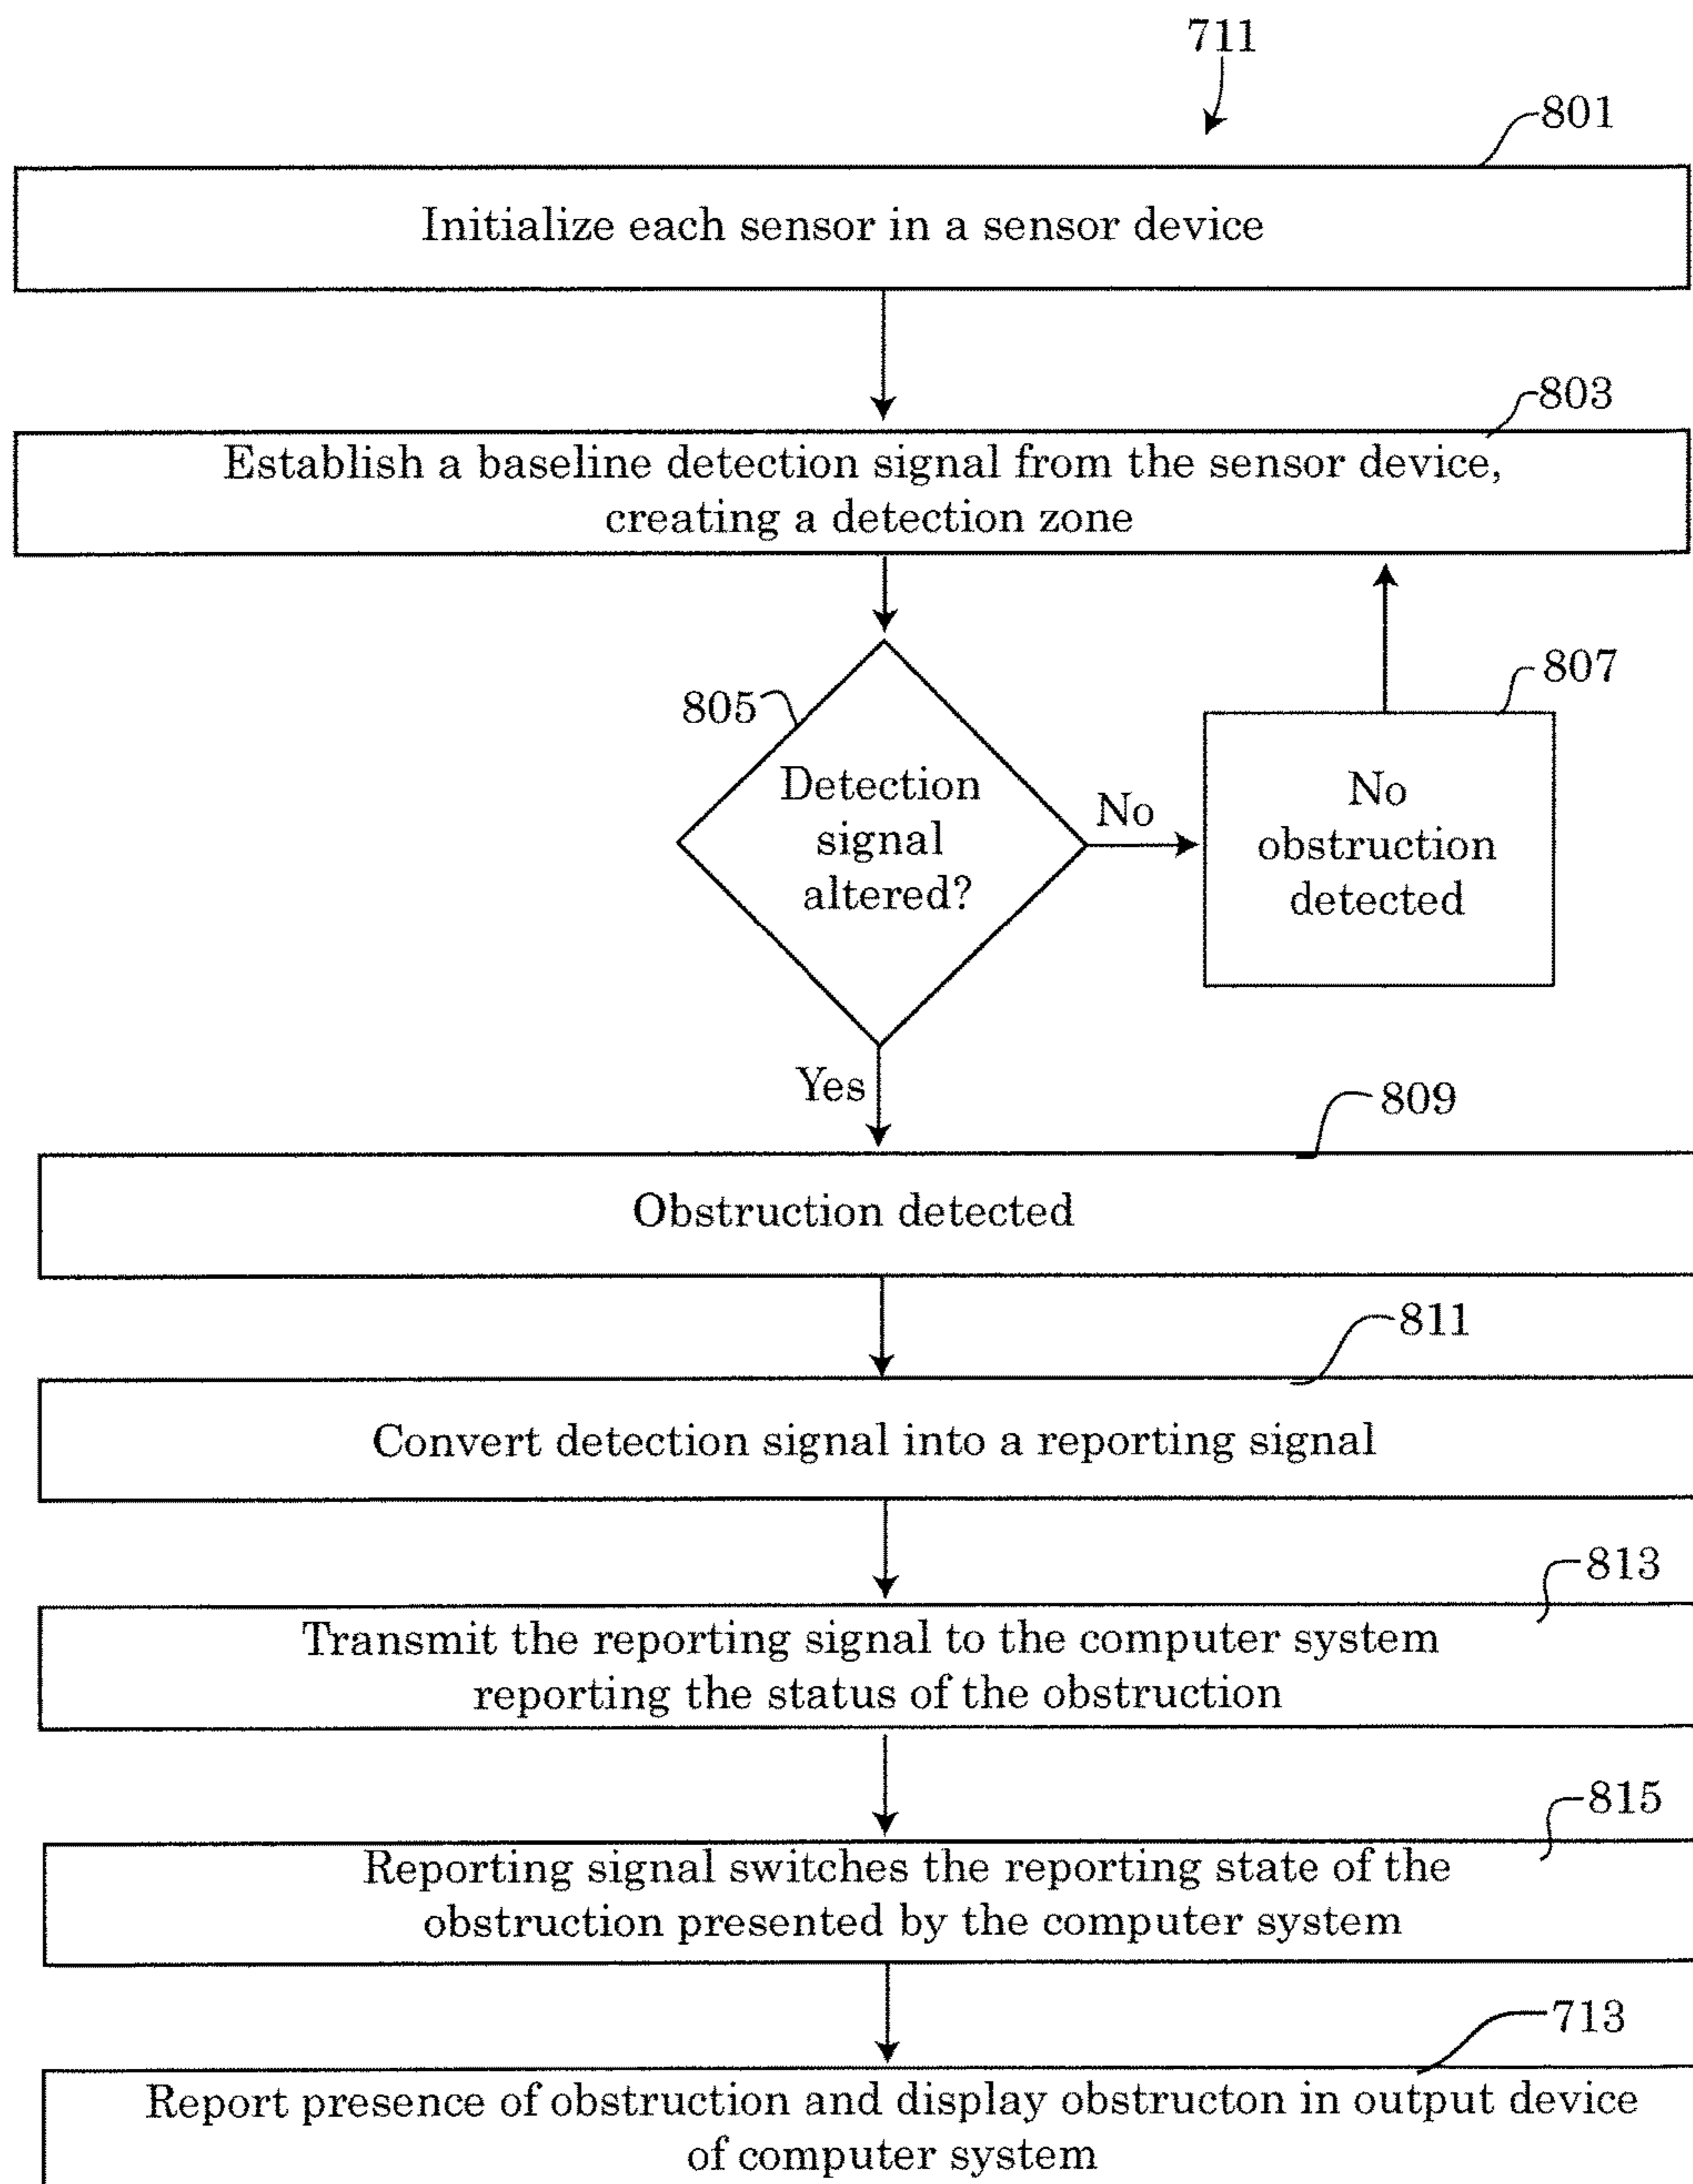 711
801
Initialize each sensor in a sensor device
803
Establish a baseline detection signal from the sensor device,
creating a detection zone
805
Detection
signal
altered?
No
807
No
obstruction
detected
Yes
809
Obstruction detected
811
Convert detection signal into a reporting signal
813
Transmit the reporting signal to the computer system
reporting the status of the obstruction
815
Reporting signal switches the reporting state of the
obstruction presented by the computer system
713
Report presence of obstruction and display obstructon in output device
of computer system